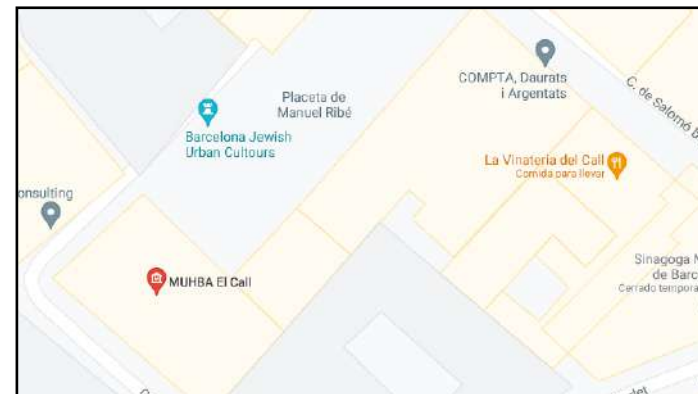 COMPTA, Daurats
i Argentats
Placeta de
Manuel Ribé
C. de Salomó B
Barcelona Jewish
Urban Cultours
La Vinateria del Call
Comida para llevar
onsulting
MUHBA El Call
Sinagoga M
de Barc
Cerrado tempora